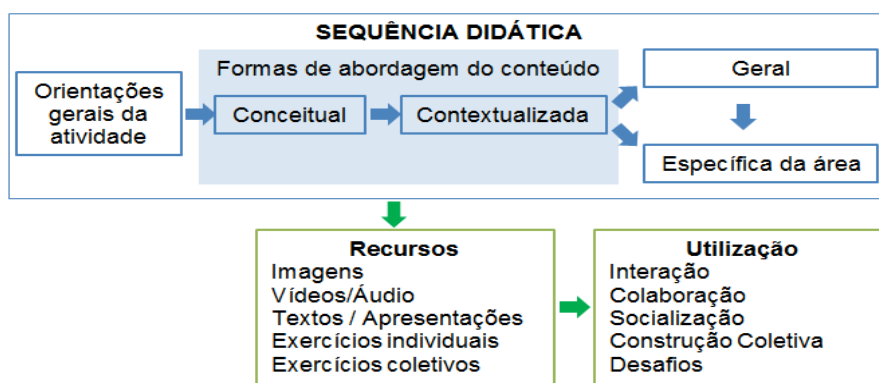 SEQUÊNCIA DIDÁTICA
Orientações
gerais da
atividade
Formas de abordagem do conteúdo
Conceitual
Contextualizada
Geral
Específica da área
Recursos
Imagens
Vídeos/Áudio
Textos / Apresentações
Exercícios individuais
Exercícios coletivos
Utilização
Interação
Colaboração
Socialização
Construção Coletiva
Desafios